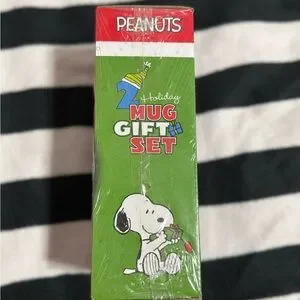 PEANUTS
2
Holiday
MUG
GIFT
SET